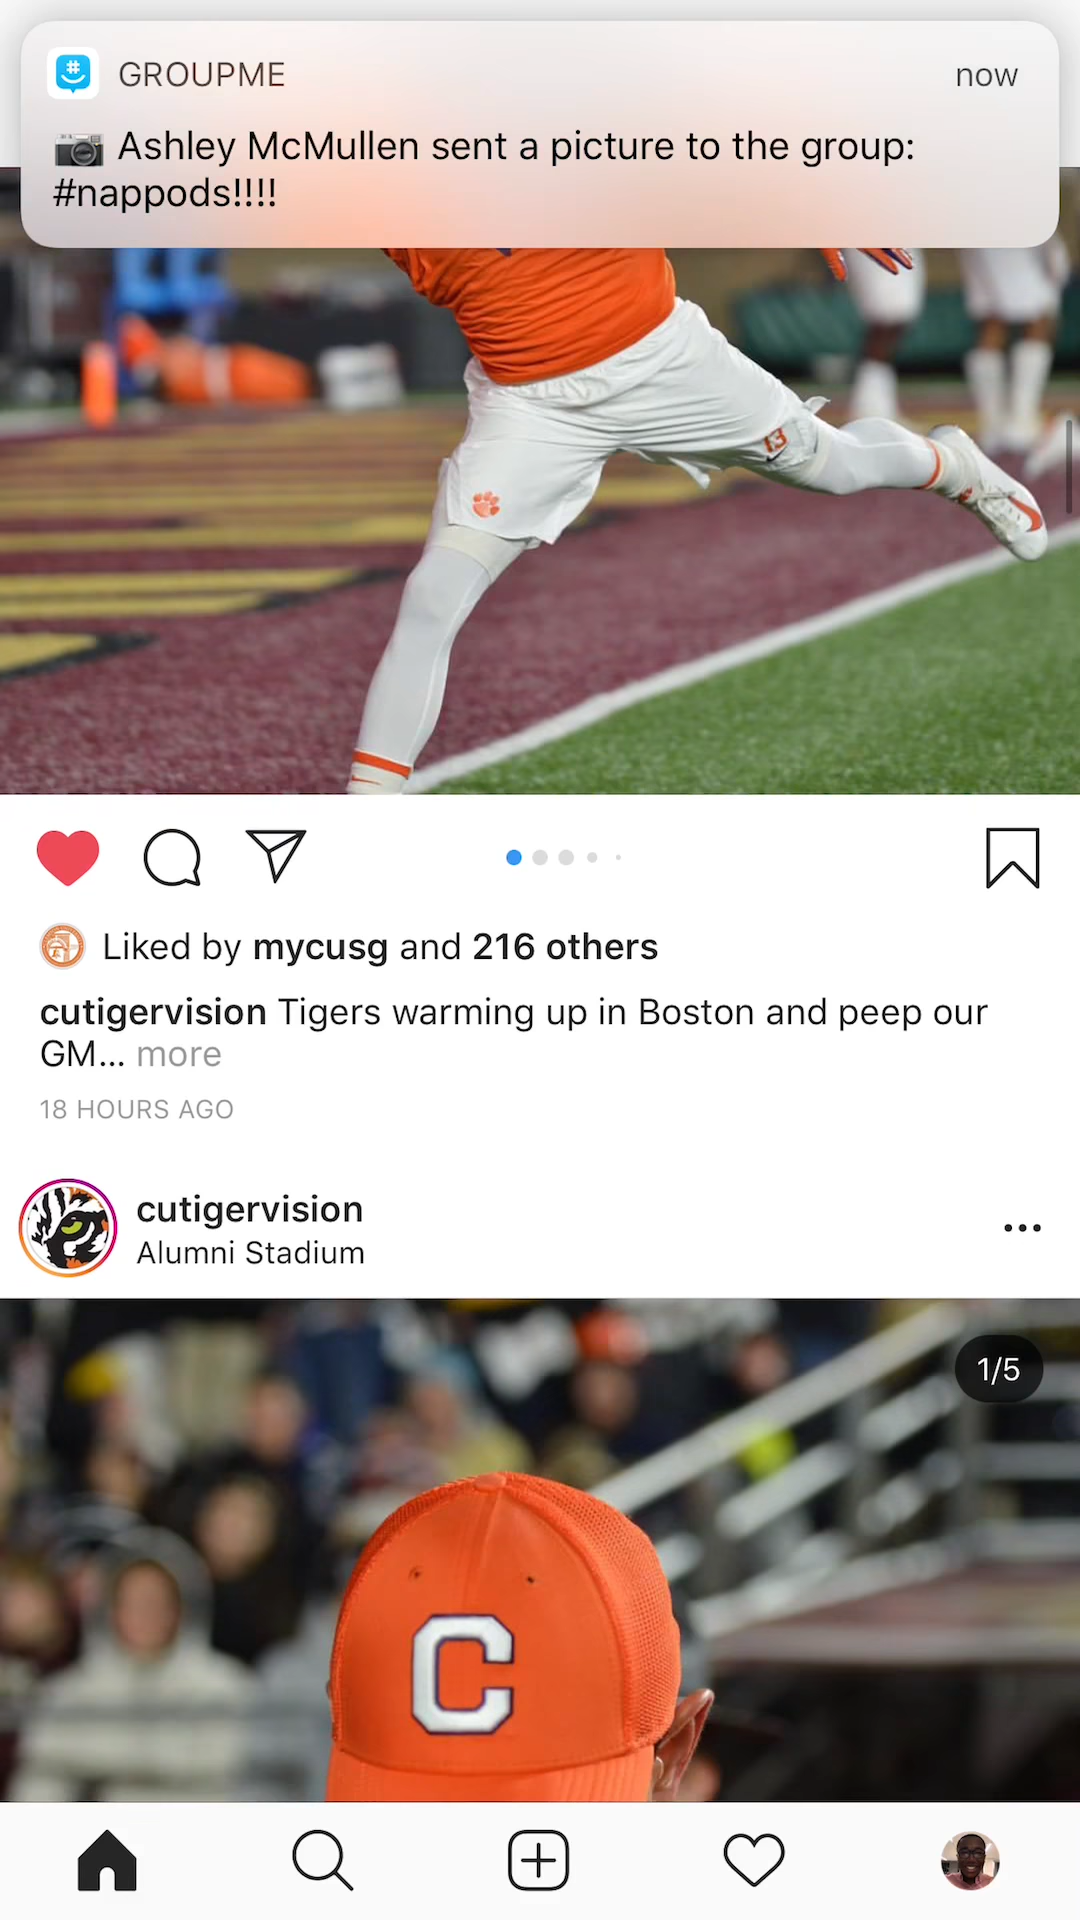 GROUPME
now
📷 Ashley McMullen sent a picture to the group:
#nappods!!!!
13
Liked by mycusg and 216 others
cutigervision Tigers warming up in Boston and peep our
GM... more
18 HOURS AGO
cutigervision
Alumni Stadium
1/5
C